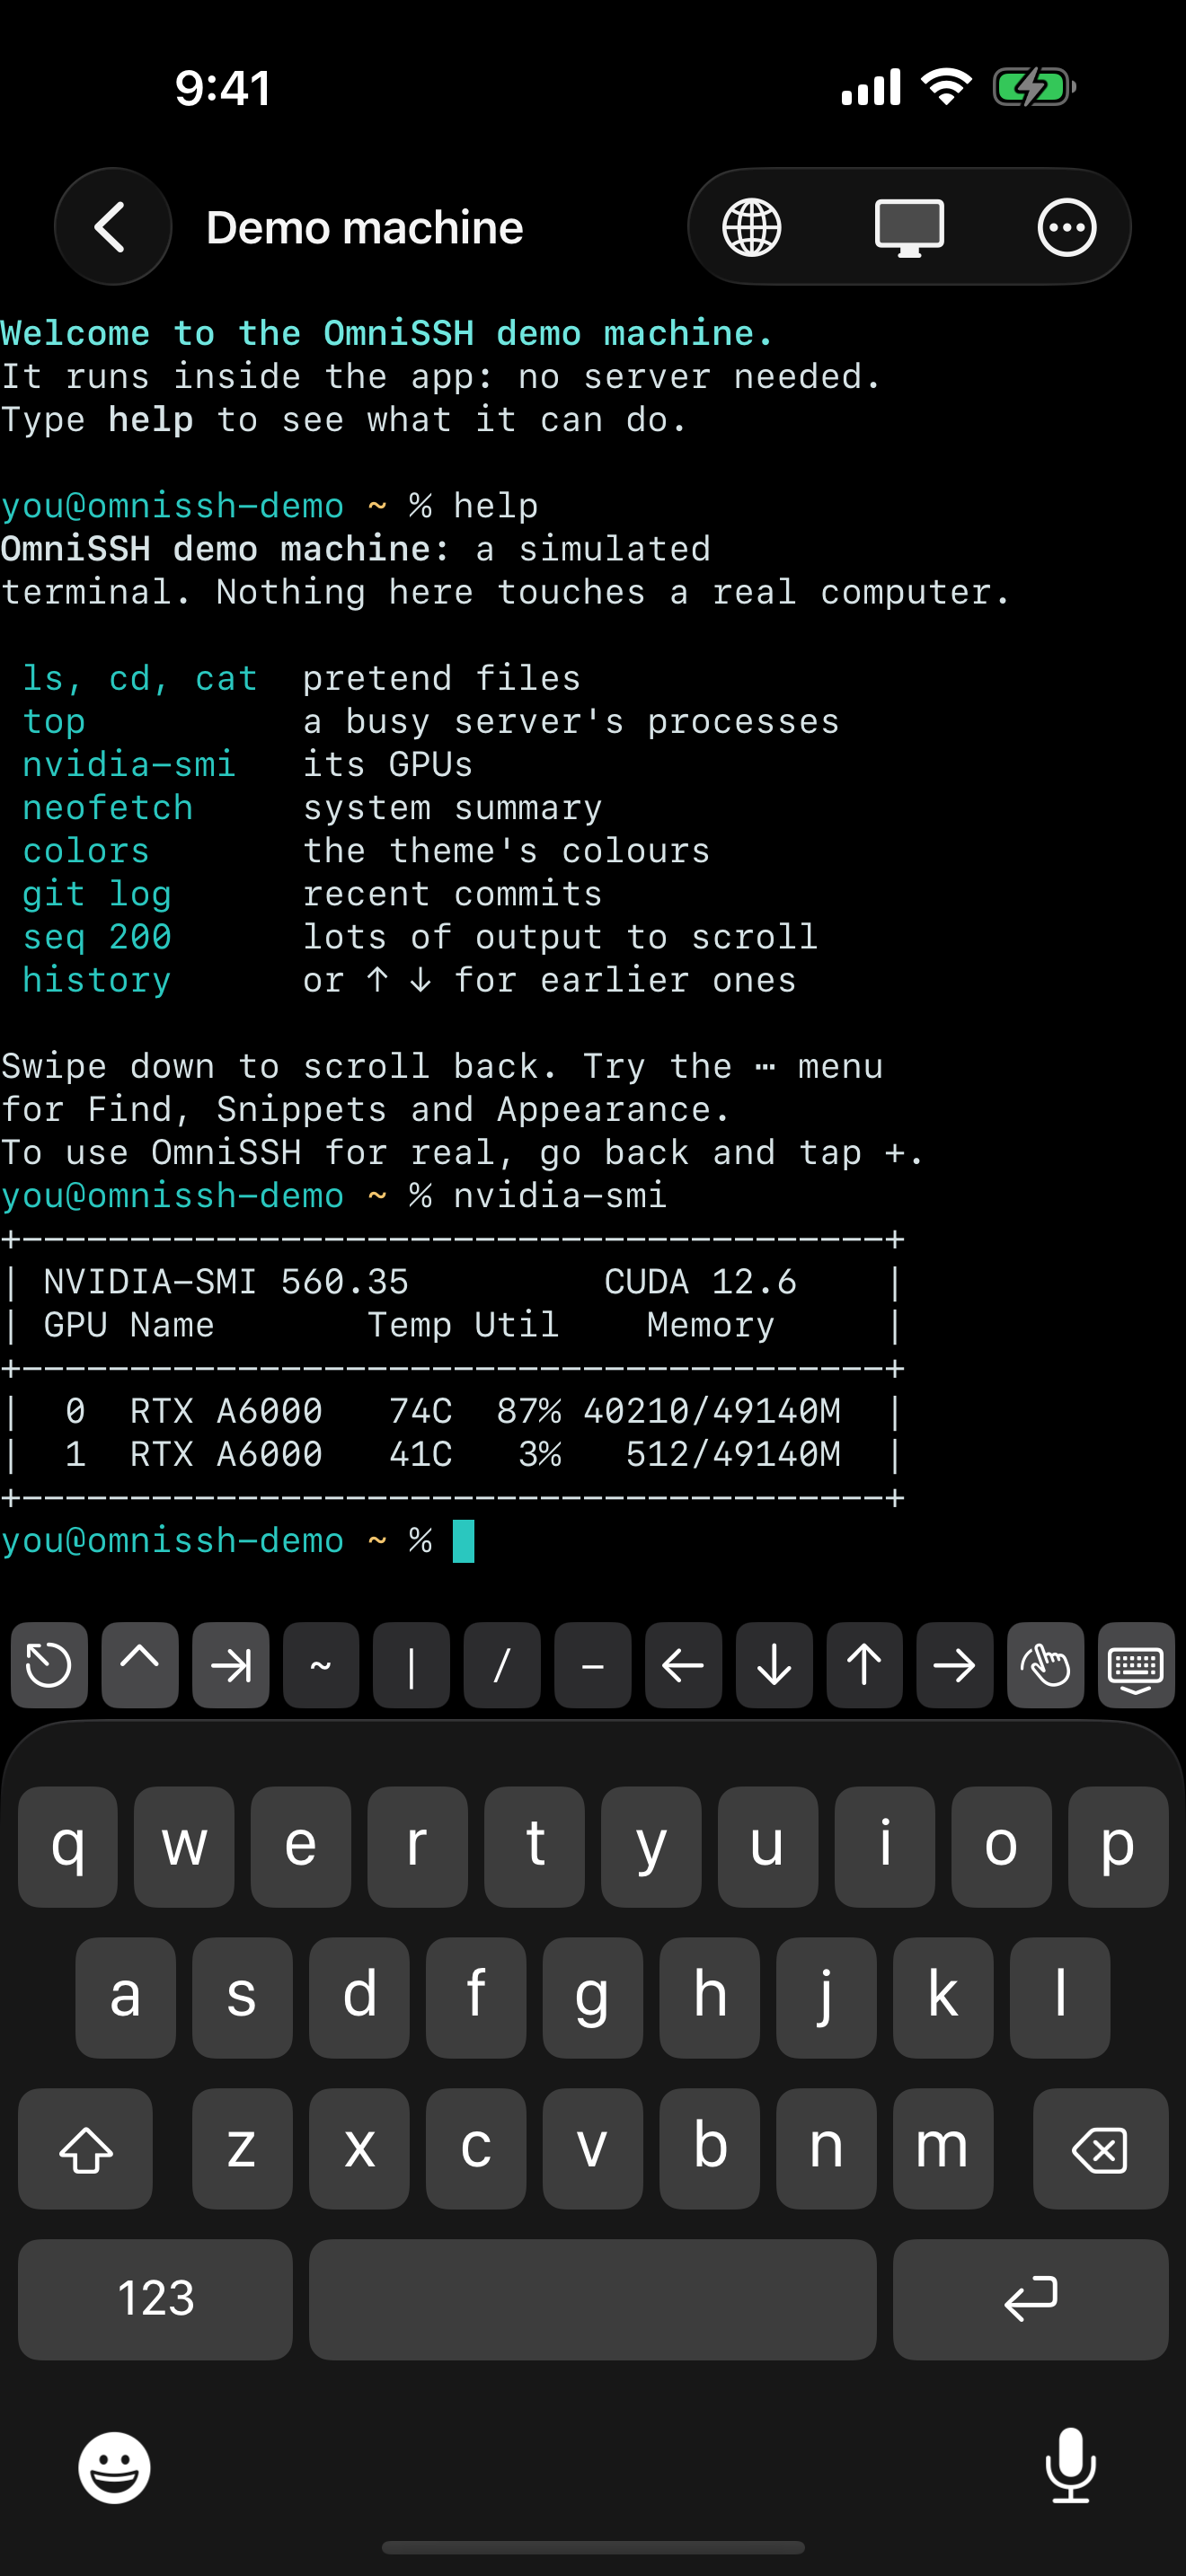 9:41
Demo machine
Welcome to the OmniSSH demo machine.
It runs inside the app: no server needed.
Type help to see what it can do.
you@omnissh-demo ~ % help
OmniSSH demo machine: a simulated
terminal. Nothing here touches a real computer.
ls, cd, cat  pretend files
top          a busy server's processes
nvidia-smi   its GPUs
neofetch     system summary
colors       the theme's colours
git log      recent commits
seq 200      lots of output to scroll
history      or ↑ ↓ for earlier ones
Swipe down to scroll back. Try the ⋯ menu
for Find, Snippets and Appearance.
To use OmniSSH for real, go back and tap +.
you@omnissh-demo ~ % nvidia-smi
+----------------------------------------+
| NVIDIA-SMI 560.35         CUDA 12.6    |
| GPU Name       Temp Util    Memory     |
+----------------------------------------+
|  0  RTX A6000   74C  87% 40210/49140M  |
|  1  RTX A6000   41C   3%   512/49140M  |
+----------------------------------------+
you@omnissh-demo ~ %
~ | / – ← ↓ ↑ →
q w e r t y u i o p
a s d f g h j k l
z x c v b n m
123